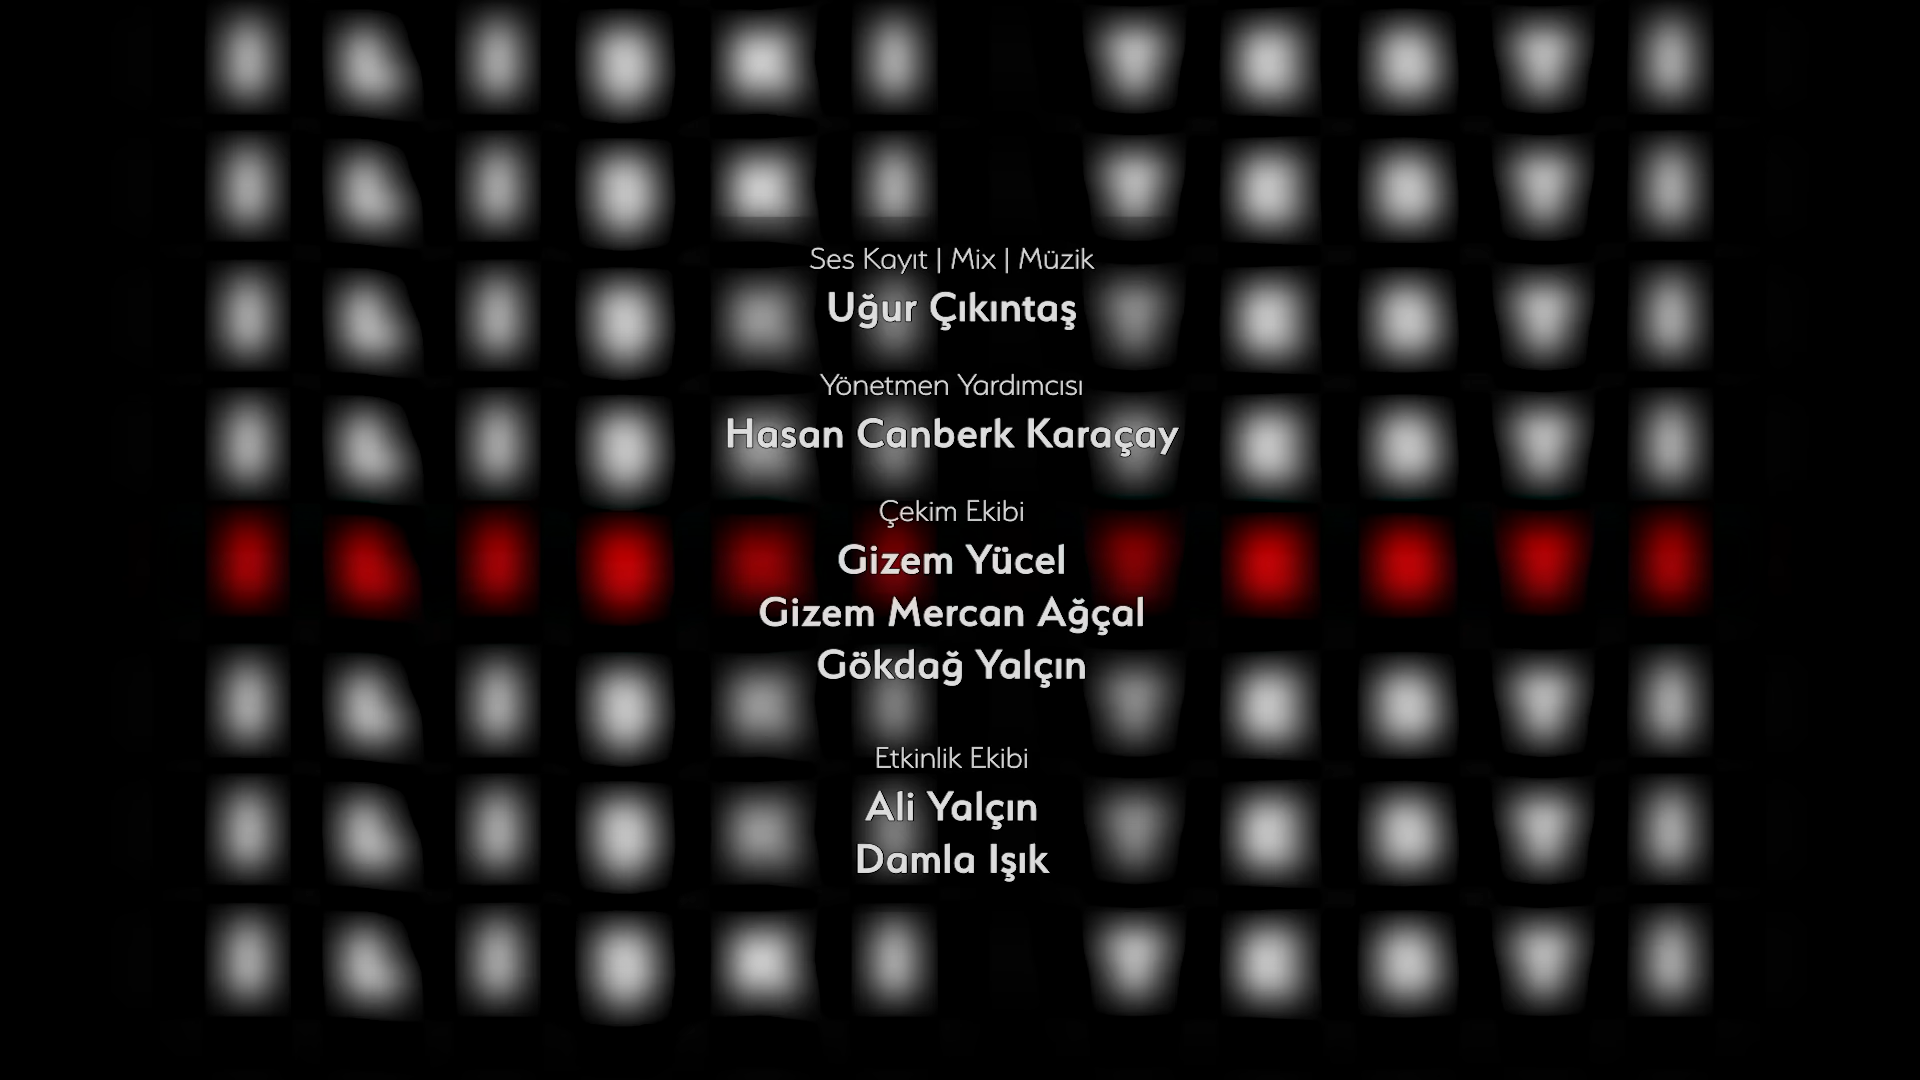 Ses Kayıt | Mix | Müzik
Uğur Çıkıntaş
Yönetmen Yardımcısı
Hasan Canberk Karaçay
Çekim Ekibi
Gizem Yücel
Gizem Mercan Ağçal
Gökdağ Yalçın
Etkinlik Ekibi
Ali Yalçın
Damla Işık